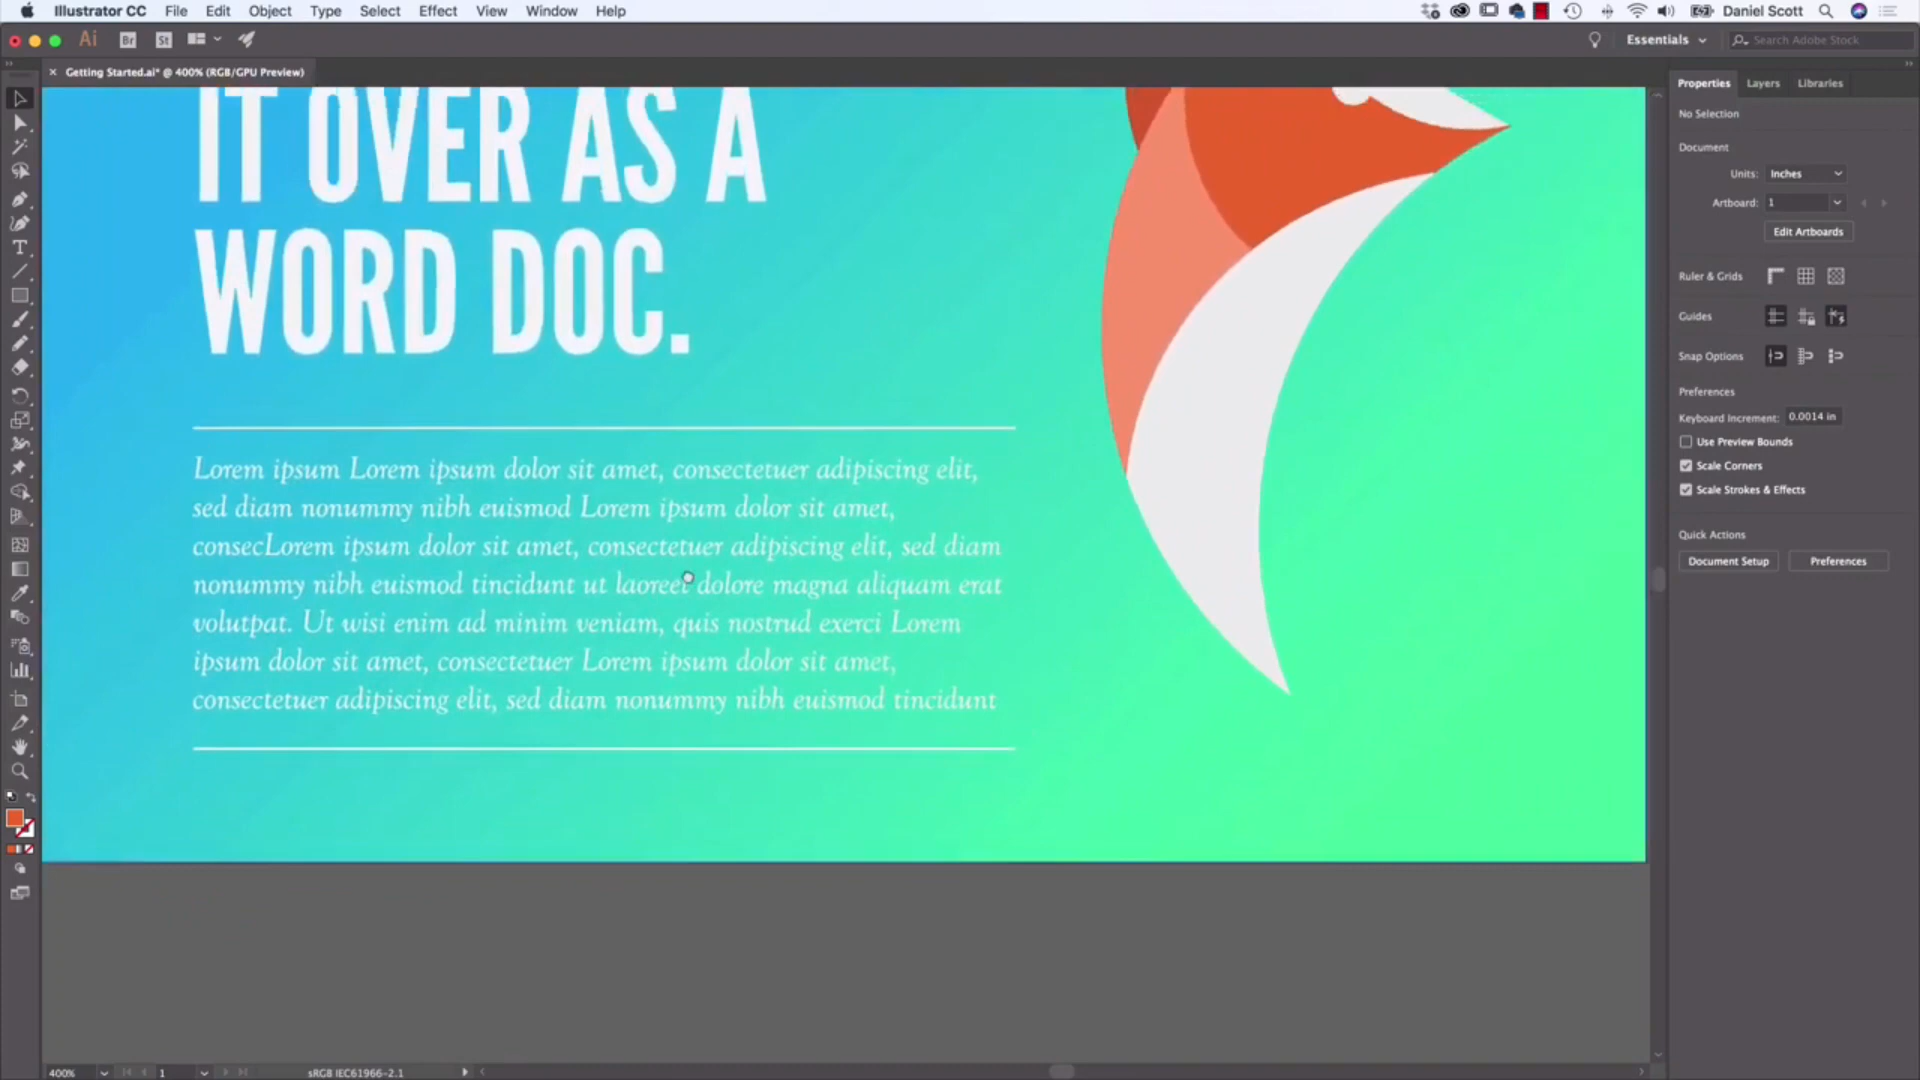 Illustrator CC File Edit Object Type Select Effect View Window Help Daniel Scott
Ai Br St Essentials Search Adobe Stock
× Getting Started.ai* @ 400% (RGB/GPU Preview)
Properties Layers Libraries
No Selection
Document
Units: Inches
Artboard: 1
Edit Artboards
Ruler & Grids
Guides
Snap Options
Preferences
Keyboard Increment: 0.0014 in
Use Preview Bounds
Scale Corners
Scale Strokes & Effects
Quick Actions
Document Setup Preferences
IT OVER AS A
WORD DOC.
Lorem ipsum Lorem ipsum dolor sit amet, consectetuer adipiscing elit,
sed diam nonummy nibh euismod Lorem ipsum dolor sit amet,
consecLorem ipsum dolor sit amet, consectetuer adipiscing elit, sed diam
nonummy nibh euismod tincidunt ut laoreet dolore magna aliquam erat
volutpat. Ut wisi enim ad minim veniam, quis nostrud exerci Lorem
ipsum dolor sit amet, consectetuer Lorem ipsum dolor sit amet,
consectetuer adipiscing elit, sed diam nonummy nibh euismod tincidunt
400% 1 sRGB IEC61966-2.1